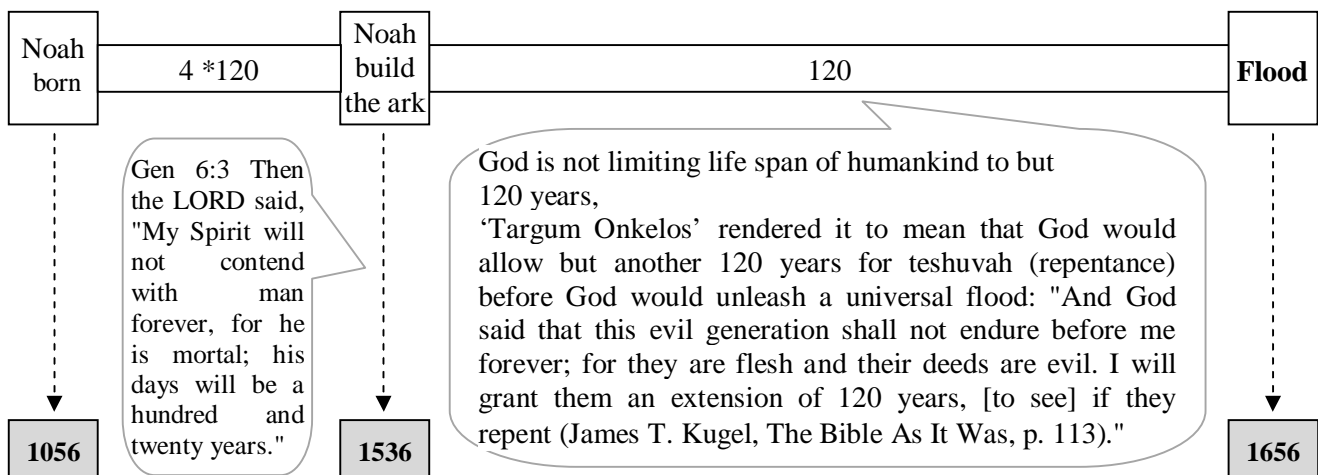 Noah
born
4 *120
Noah
build
the ark
120
Flood
Gen 6:3 Then
the LORD said,
"My Spirit will
not contend
with man
forever, for he
is mortal; his
days will be a
hundred and
twenty years."
God is not limiting life span of humankind to but
120 years,
‘Targum Onkelos’ rendered it to mean that God would
allow but another 120 years for teshuvah (repentance)
before God would unleash a universal flood: "And God
said that this evil generation shall not endure before me
forever; for they are flesh and their deeds are evil. I will
grant them an extension of 120 years, [to see] if they
repent (James T. Kugel, The Bible As It Was, p. 113)."
1056
1536
1656